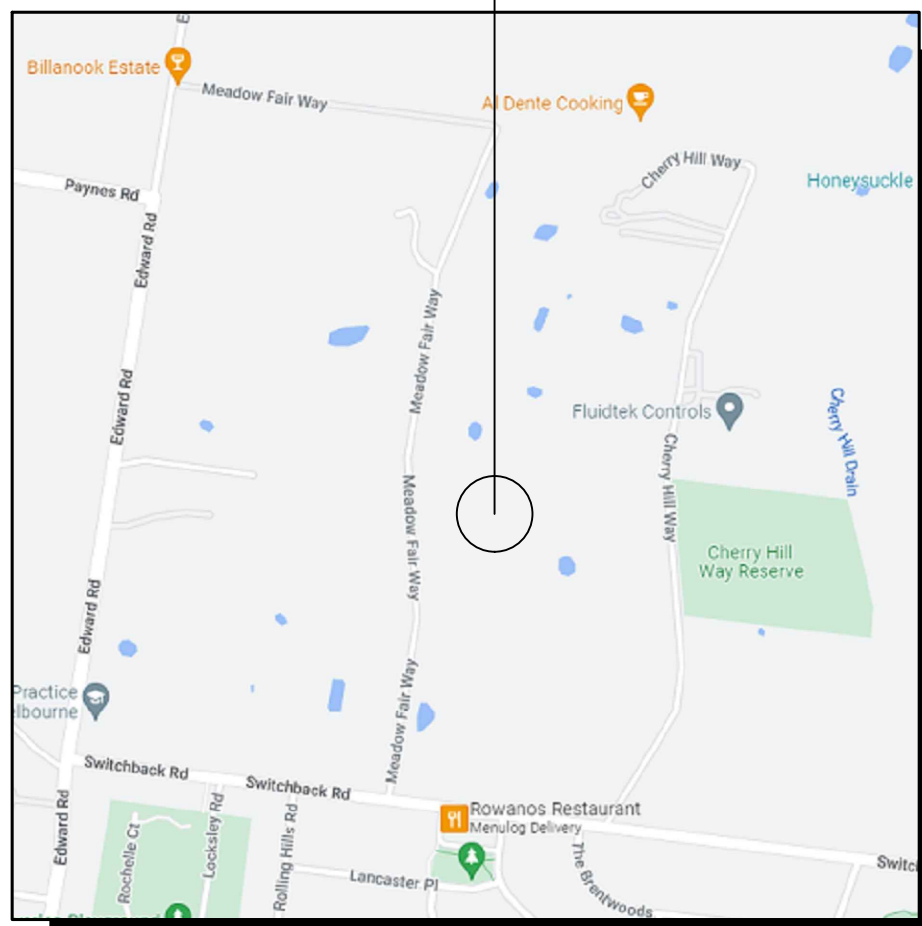 E
Billanook Estate
Meadow Fair Way
Al Dente Cooking
Cherry Hill Way
Honeysuckle
Paynes Rd
Edward Rd
Meadow Fair Way
Edward Rd
Fluidtek Controls
Cherry Hill Drain
Cherry Hill Way
Meadow Fair Way
Cherry Hill
Way Reserve
Edward Rd
Meadow Fair Way
Practice
elbourne
Switchback Rd
Switchback Rd
Rowanos Restaurant
Menulog Delivery
Edward Rd
Rochelle Ct
Locksley Rd
Rolling Hills Rd
Lancaster Pl
The Brentwoods
Switc